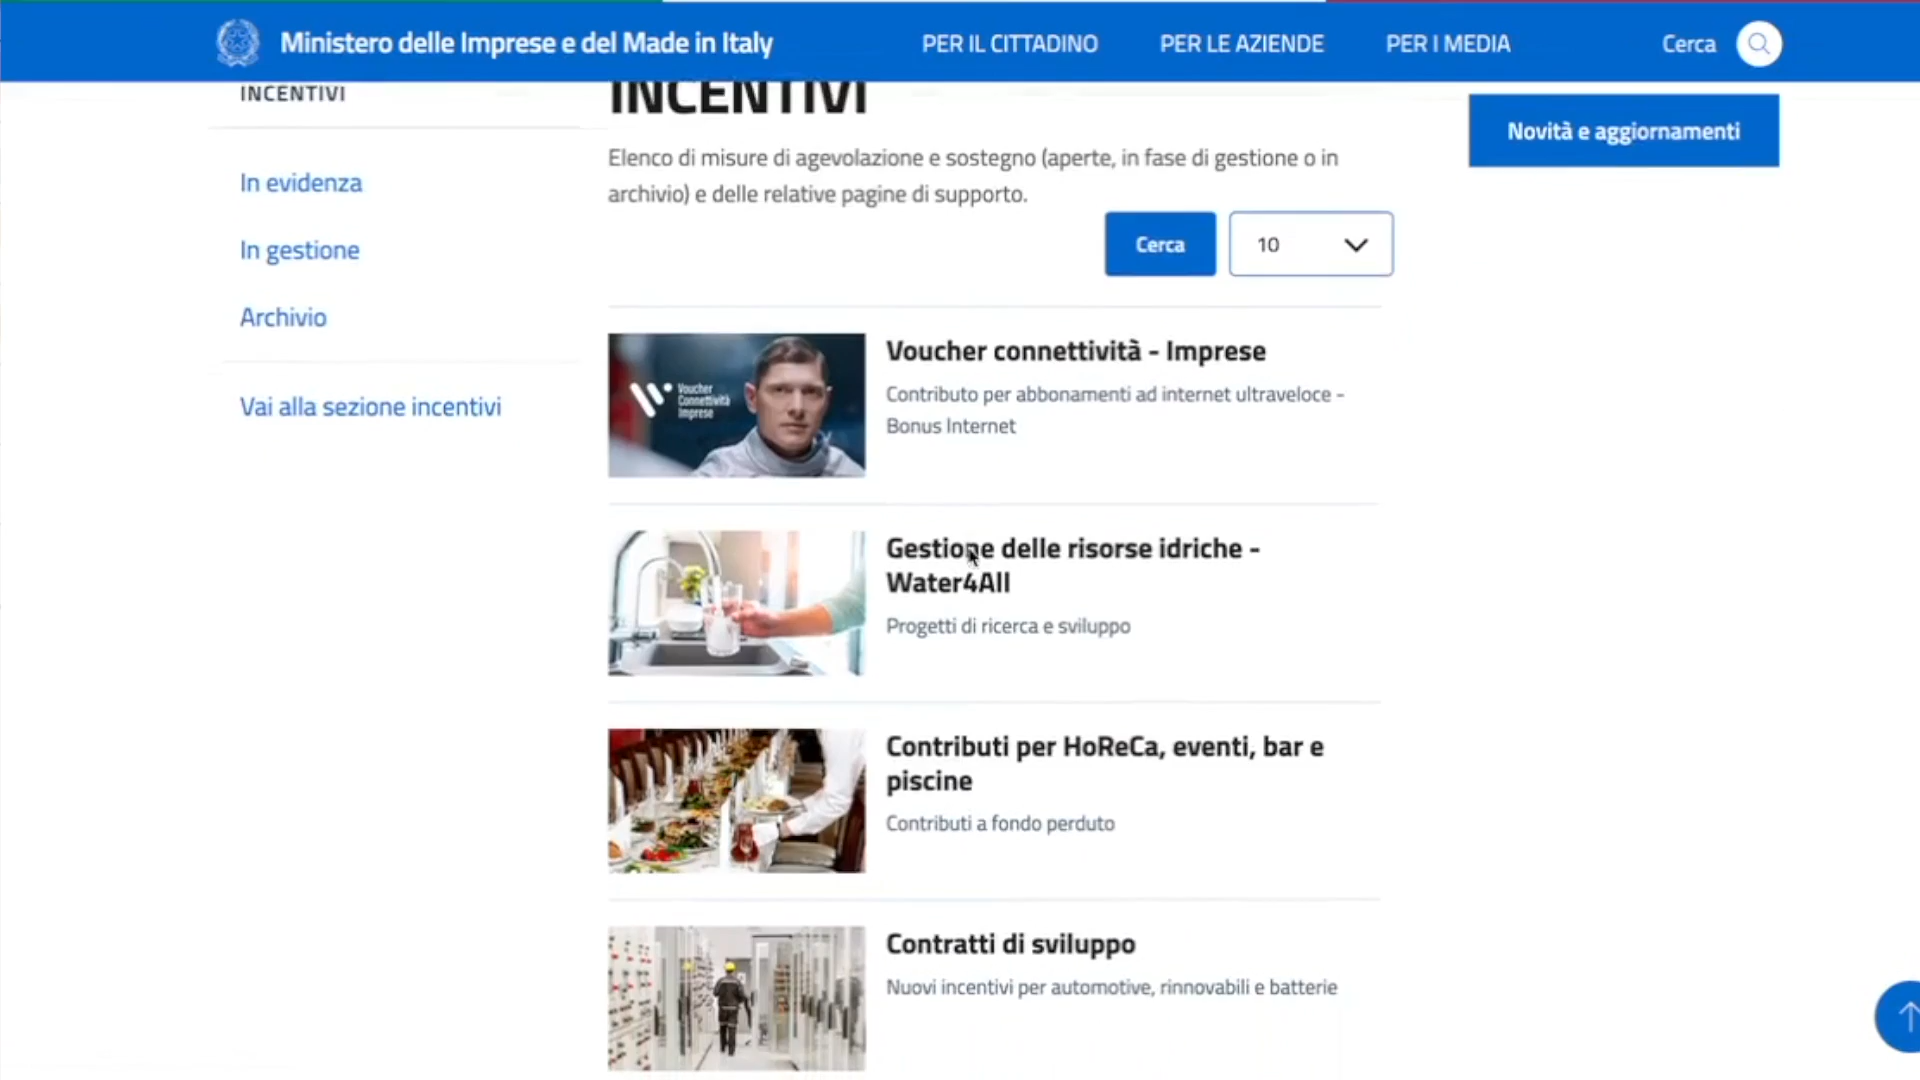 Ministero delle Imprese e del Made in Italy
PER IL CITTADINO
PER LE AZIENDE
PER I MEDIA
Cerca
INCENTIVI
In evidenza
In gestione
Archivio
Vai alla sezione incentivi
INCENTIVI
Elenco di misure di agevolazione e sostegno (aperte, in fase di gestione o in
archivio) e delle relative pagine di supporto.
Cerca
10
Novità e aggiornamenti
Voucher
Connettività
Imprese
Voucher connettività - Imprese
Contributo per abbonamenti ad internet ultraveloce -
Bonus Internet
Gestione delle risorse idriche -
Water4All
Progetti di ricerca e sviluppo
Contributi per HoReCa, eventi, bar e
piscine
Contributi a fondo perduto
Contratti di sviluppo
Nuovi incentivi per automotive, rinnovabili e batterie